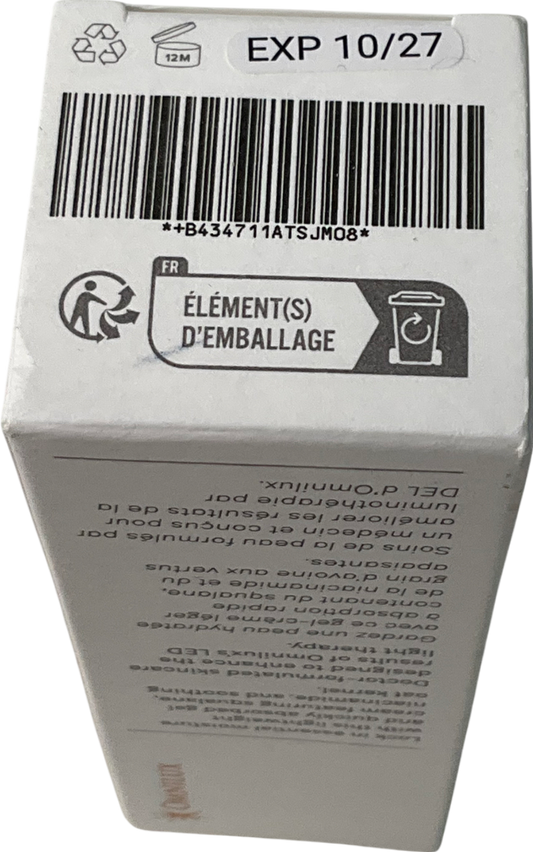 12M
EXP 10/27
*+B434711ATSJM08*
FR
ÉLÉMENT(S)
D'EMBALLAGE
OMNILUX
Lock in essential moisture
with this lightweight
and quickly absorbed gel
cream featuring squalane,
niacinamide, and soothing
oat kernel.
Doctor-formulated skincare
designed to enhance the
results of Omnilux's LED
light therapy.
Gardez une peau hydratée
avec ce gel-crème léger
à absorption rapide
contenant du squalane,
de la niacinamide et du
grain d'avoine aux vertus
apaisantes.
Soins de la peau formulés par
un médecin et conçus pour
améliorer les résultats de la
luminothérapie par
DEL d'Omnilux.